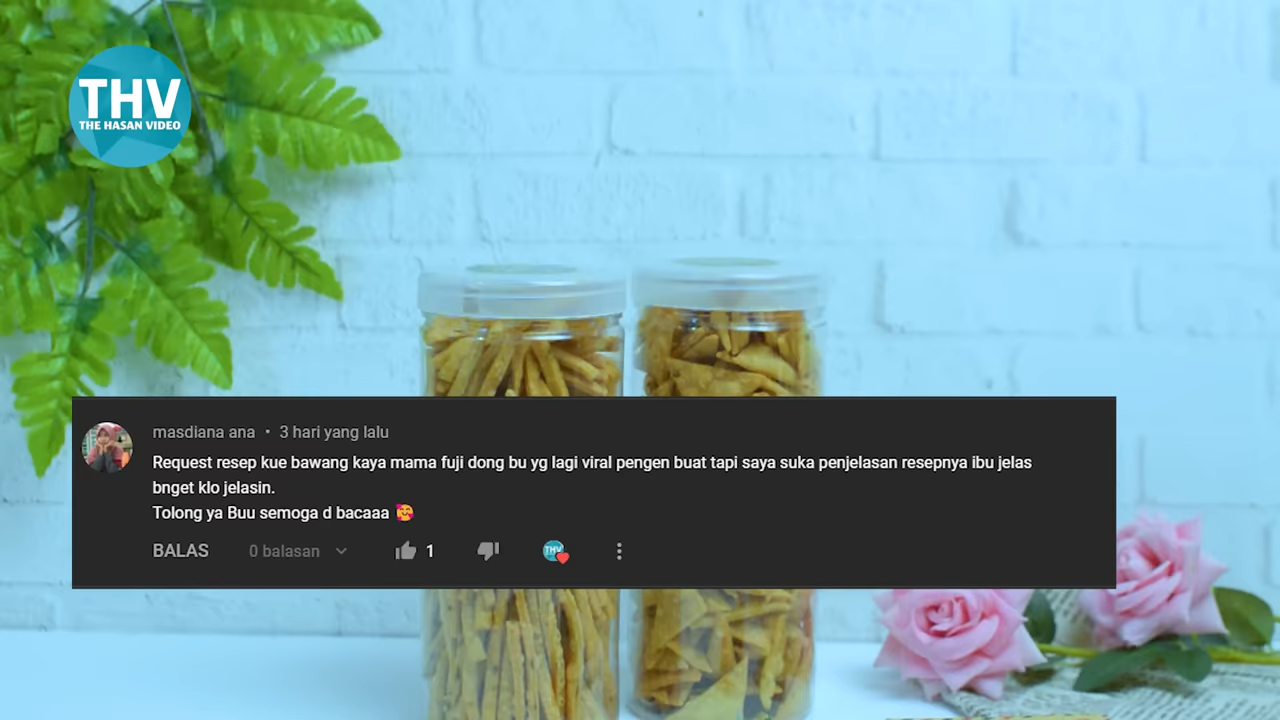 THV
THE HASAN VIDEO
masdiana ana • 3 hari yang lalu
Request resep kue bawang kaya mama fuji dong bu yg lagi viral pengen buat tapi saya suka penjelasan resepnya ibu jelas
bnget klo jelasin.
Tolong ya Buu semoga d bacaaa 🥰
BALAS 0 balasan 1 THV